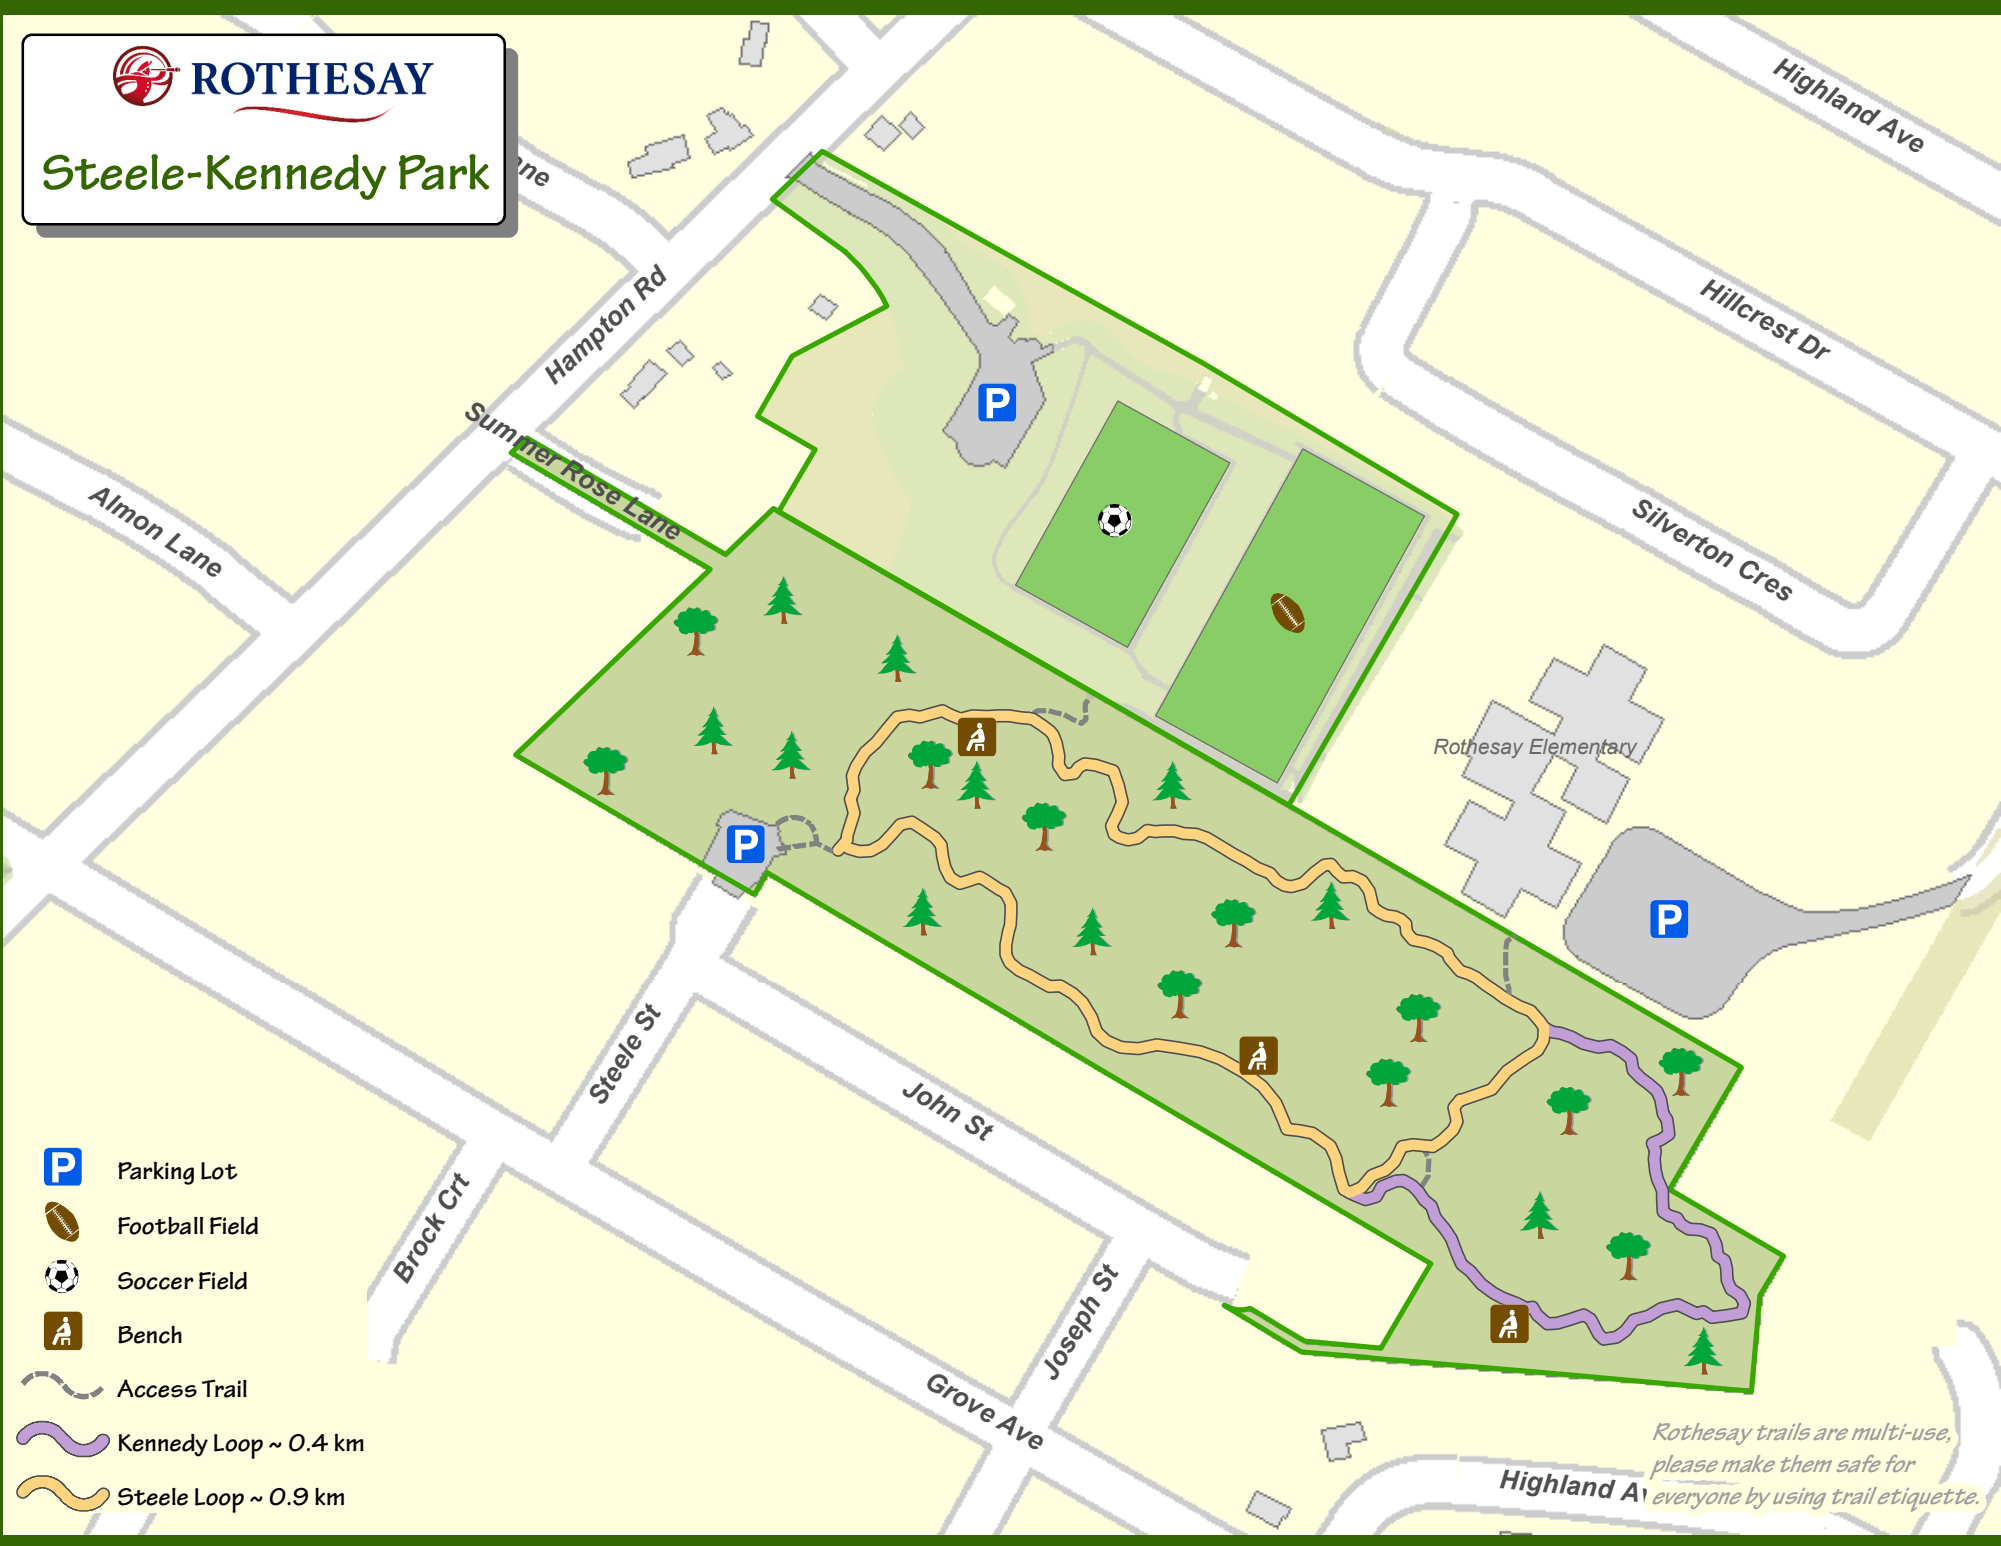 ROTHESAY
Steele-Kennedy Park
Highland Ave
Hampton Rd
Hillcrest Dr
Summer Rose Lane
Almon Lane
Silverton Cres
Rothesay Elementary
P
P
P
Steele St
John St
Brock Crt
Joseph St
Grove Ave
P Parking Lot
Football Field
Soccer Field
Bench
Access Trail
Kennedy Loop ~ 0.4 km
Steele Loop ~ 0.9 km
Highland Av
Rothesay trails are multi-use,
please make them safe for
everyone by using trail etiquette.